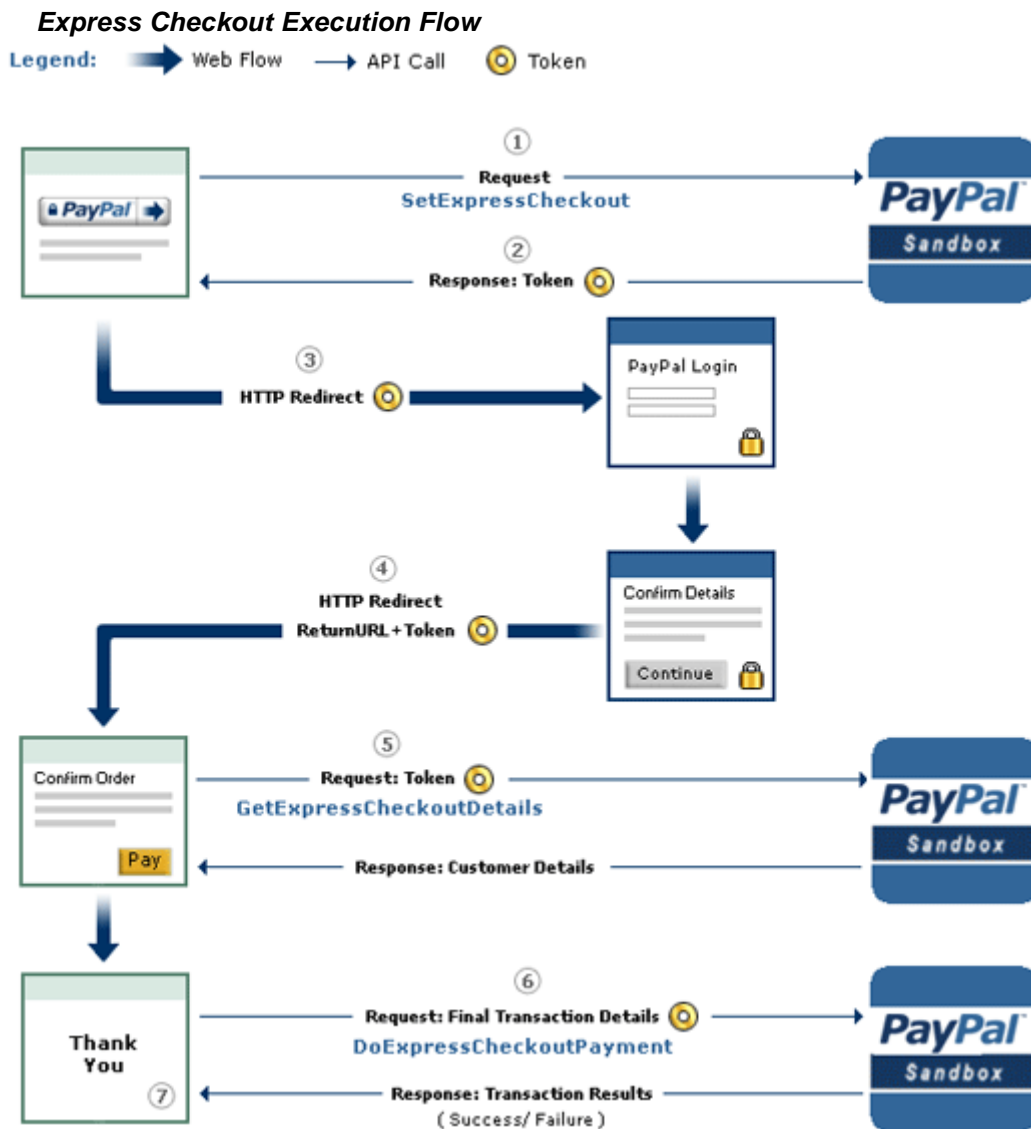 Express Checkout Execution Flow
Legend: Web Flow API Call Token
1
Request
SetExpressCheckout
PayPal
PayPal™
Sandbox
2
Response: Token
3
HTTP Redirect
PayPal Login
4
HTTP Redirect
ReturnURL+Token
Confirm Details
Continue
5
Confirm Order
Request: Token
GetExpressCheckoutDetails
PayPal
Sandbox
Pay
Response: Customer Details
6
Request: Final Transaction Details
DoExpressCheckoutPayment
PayPal
Sandbox
Thank
You
7
Response: Transaction Results
( Success/ Failure )